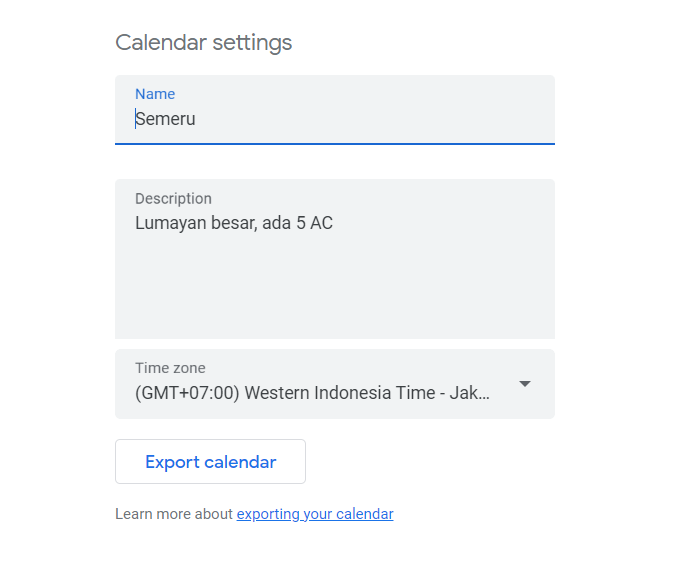 Calendar settings
Name
Semeru
Description
Lumayan besar, ada 5 AC
Time zone
(GMT+07:00) Western Indonesia Time - Jak...
Export calendar
Learn more about exporting your calendar